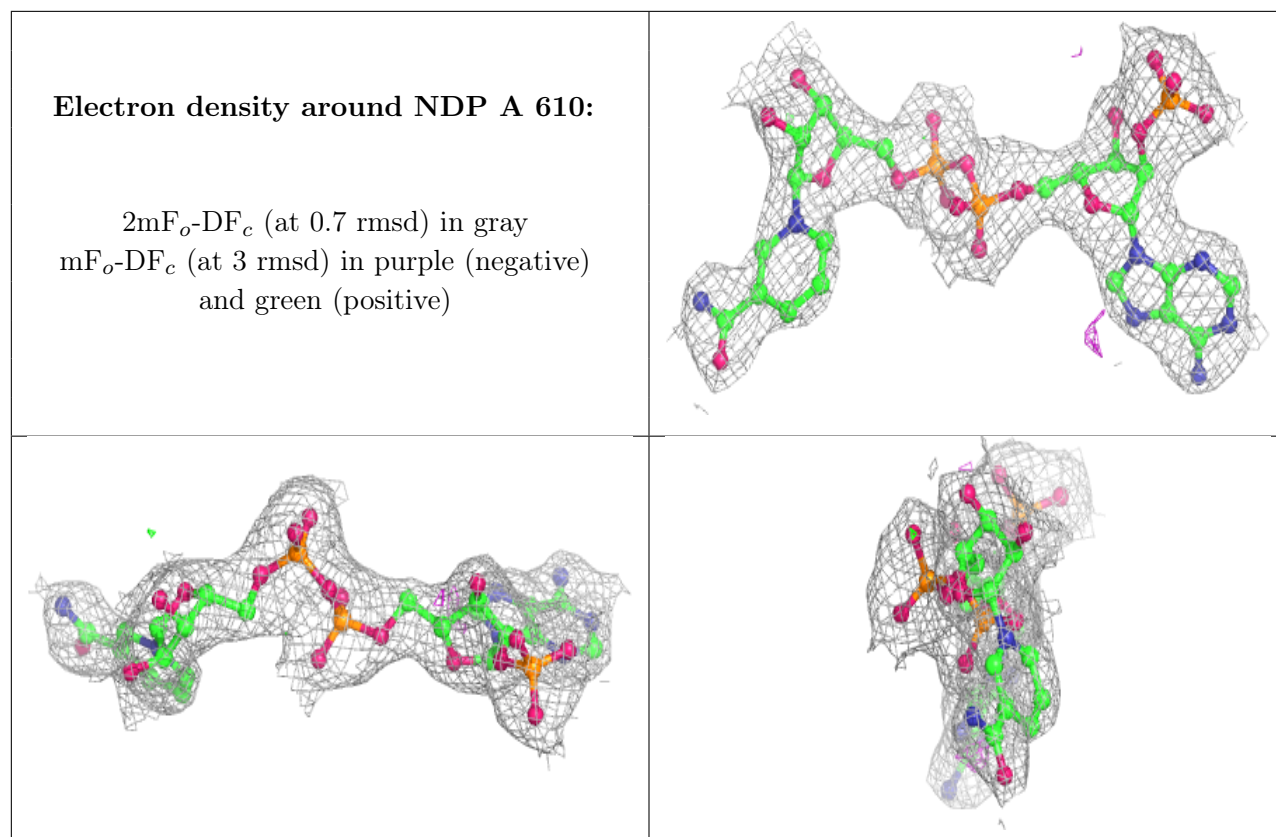 Electron density around NDP A 610:
2mFo-DFc (at 0.7 rmsd) in gray
mFo-DFc (at 3 rmsd) in purple (negative)
and green (positive)